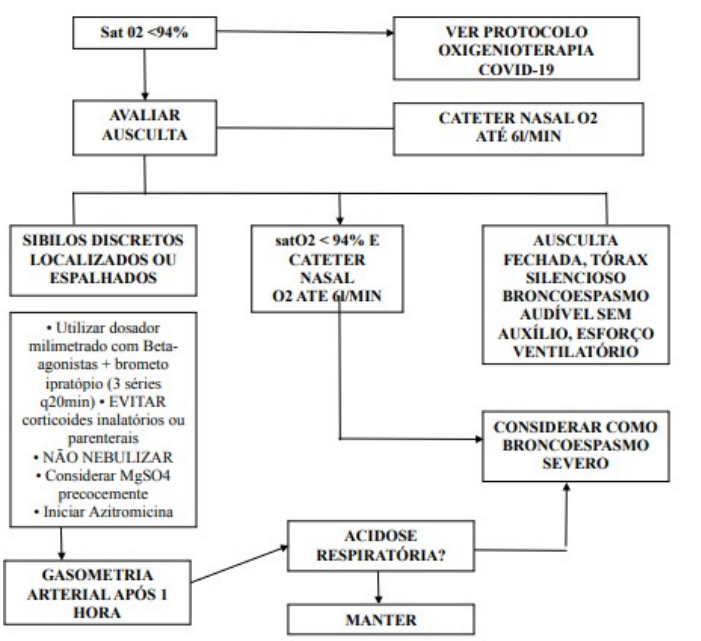 Sat 02 <94%
VER PROTOCOLO
OXIGENIOTERAPIA
COVID-19
AVALIAR
AUSCULTA
CATETER NASAL O2
ATÉ 6l/MIN
SIBILOS DISCRETOS
LOCALIZADOS OU
ESPALHADOS
satO2 < 94% E
CATETER
NASAL
O2 ATE 6l/MIN
AUSCULTA
FECHADA, TÓRAX
SILENCIOSO
BRONCOESPASMO
AUDÍVEL SEM
AUXÍLIO, ESFORÇO
VENTILATÓRIO
• Utilizar dosador
milimetrado com Beta-
agonistas + brometo
ipratópio (3 séries
q20min) • EVITAR
corticoides inalatórios ou
parenterais
• NÃO NEBULIZAR
• Considerar MgSO4
precocemente
• Iniciar Azitromicina
CONSIDERAR COMO
BRONCOESPASMO
SEVERO
ACIDOSE
RESPIRATÓRIA?
GASOMETRIA
ARTERIAL APÓS 1
HORA
MANTER